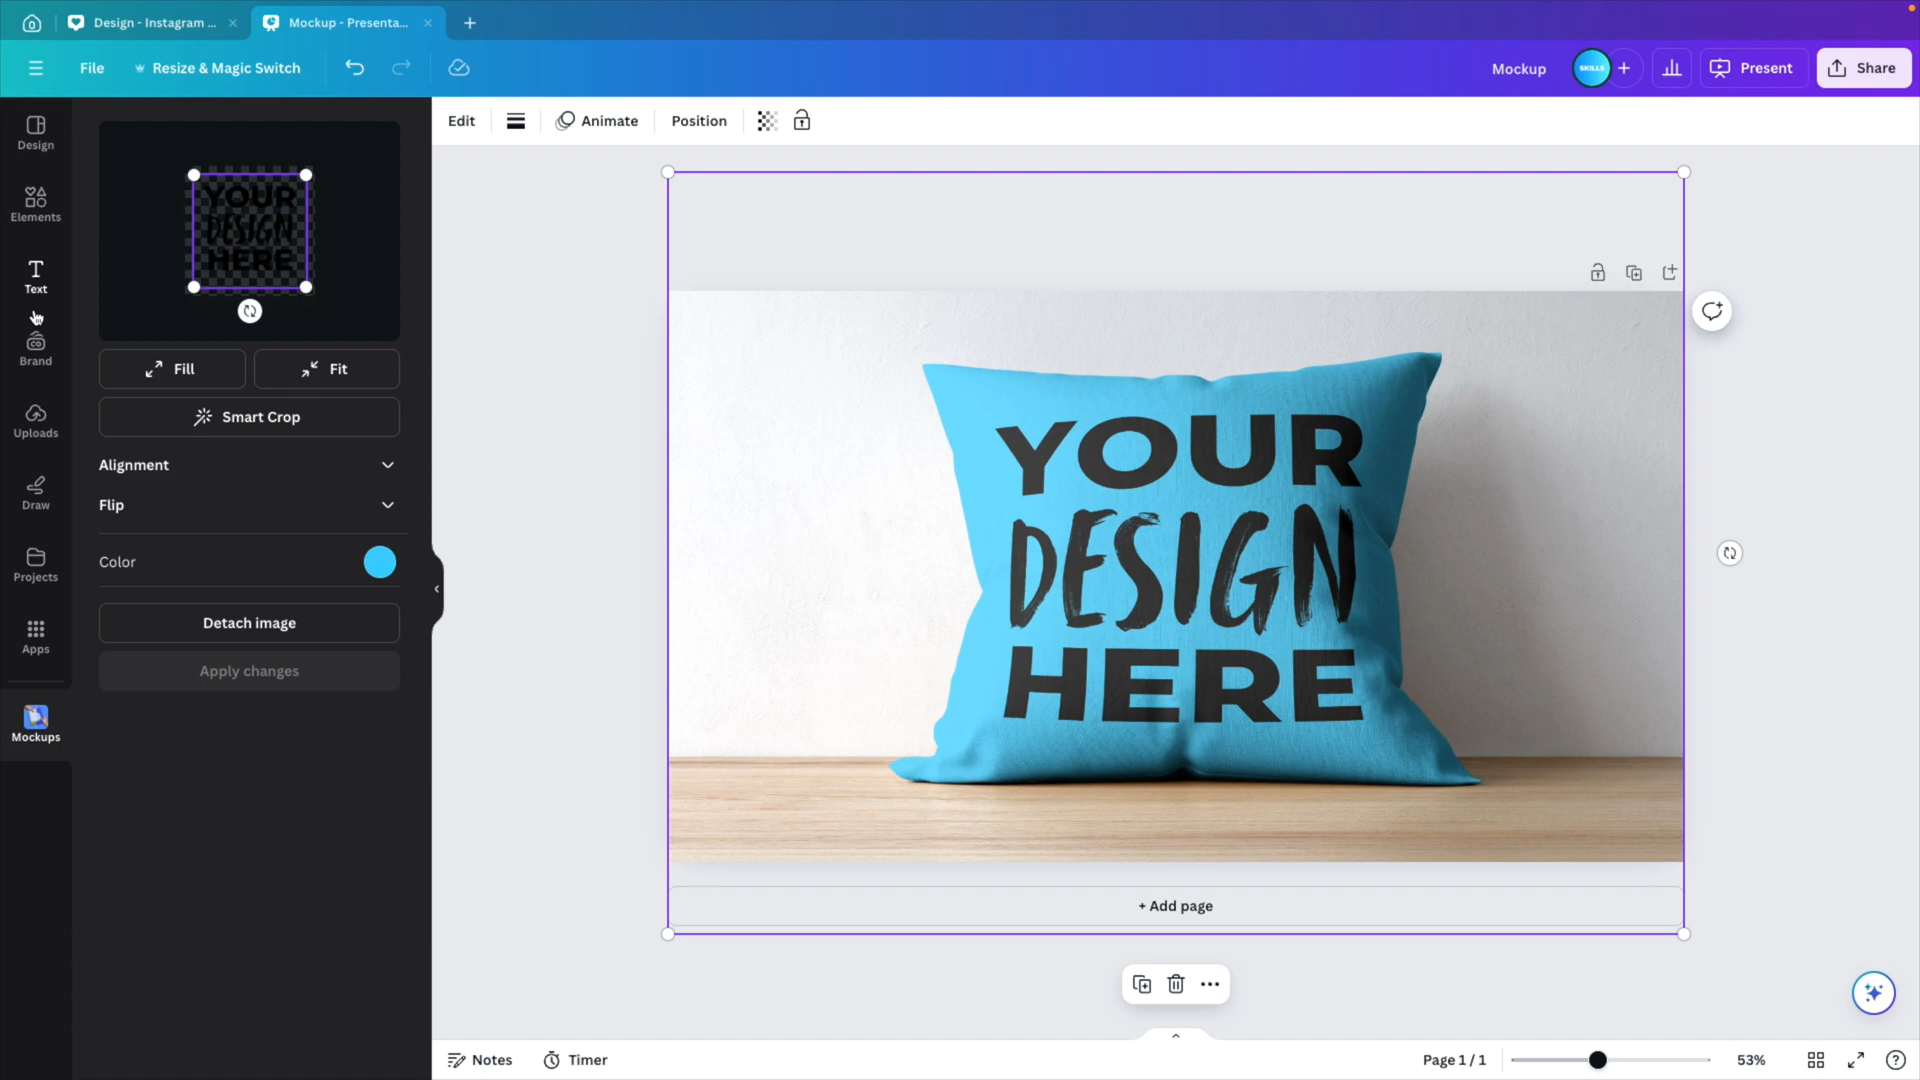 Design - Instagram ...
Mockup - Presenta...
File
Resize & Magic Switch
Mockup
SKILLS
Present
Share
Design
Elements
Text
Brand
Uploads
Draw
Projects
Apps
Mockups
YOUR
DESIGN
HERE
Fill
Fit
Smart Crop
Alignment
Flip
Color
Detach image
Apply changes
Edit
Animate
Position
YOUR
DESIGN
HERE
+ Add page
Notes
Timer
Page 1 / 1
53%